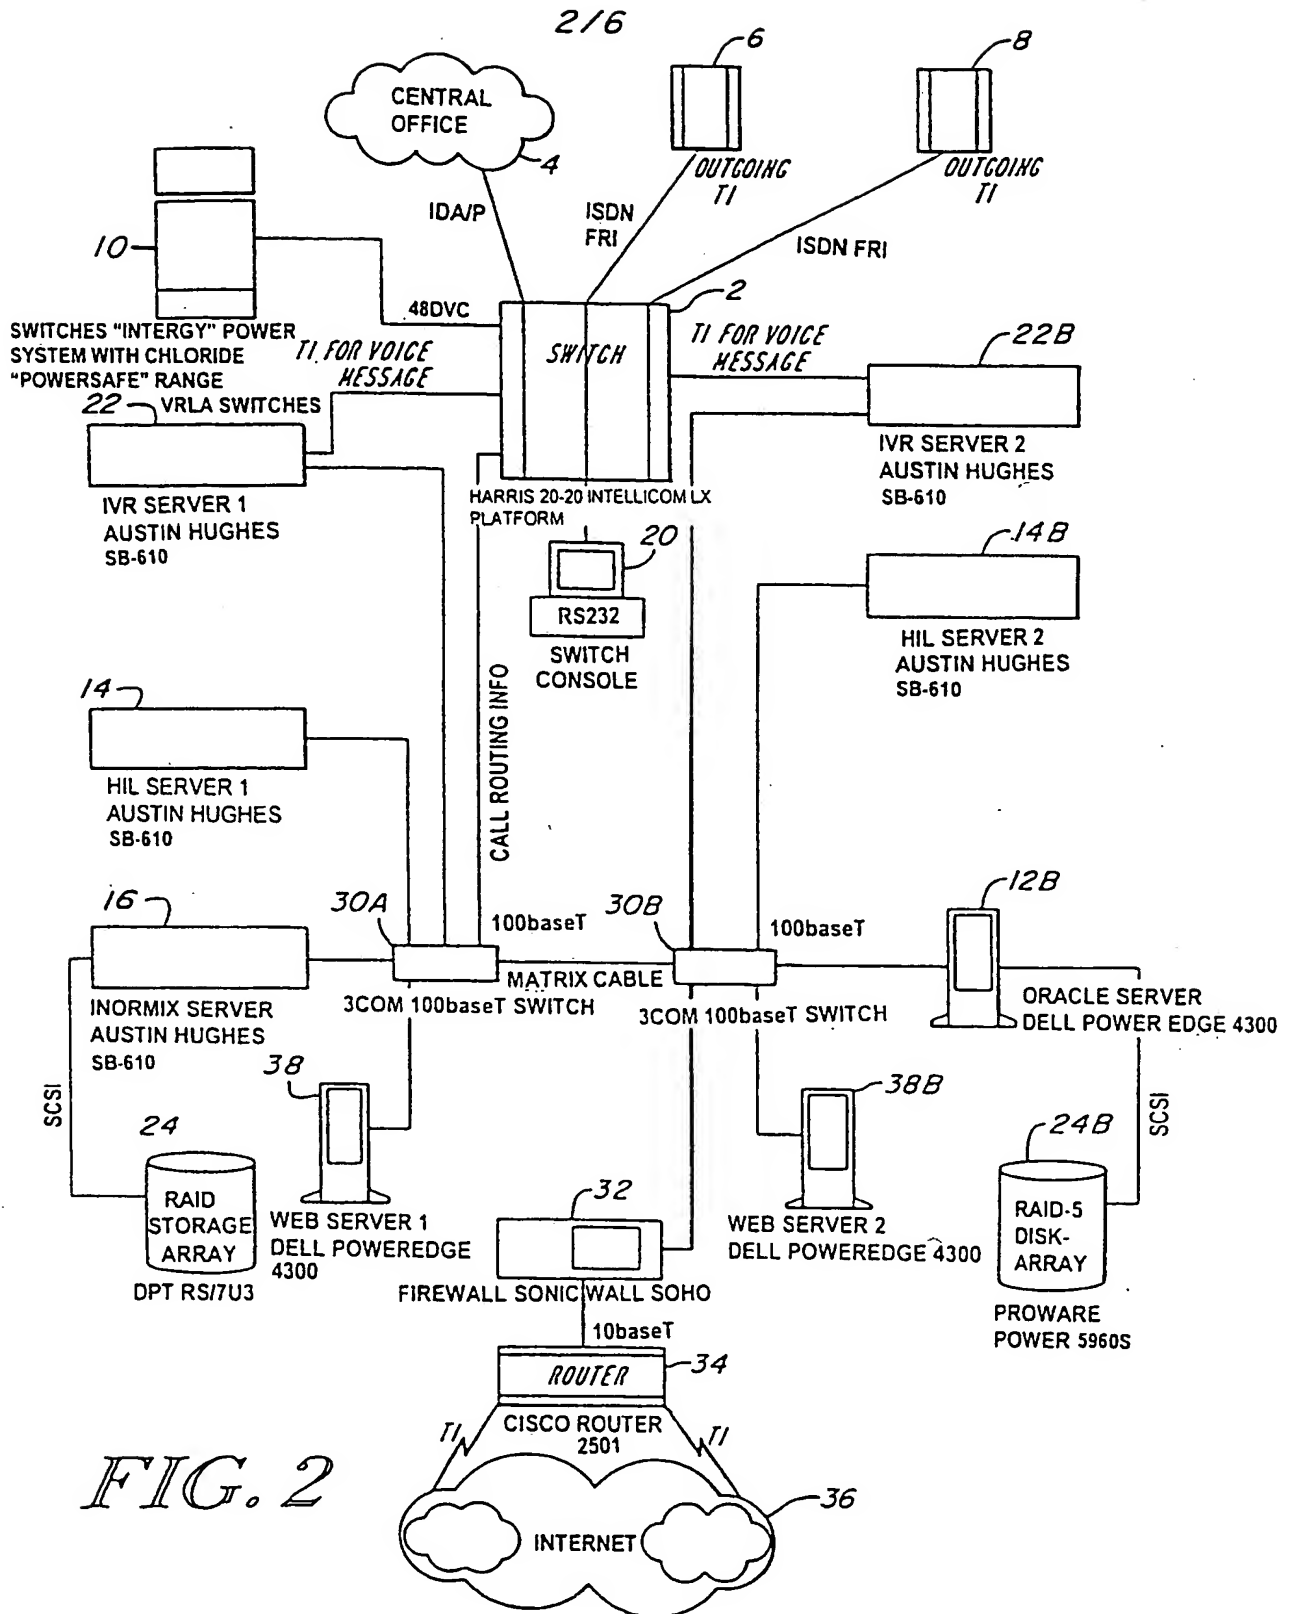 2/6
6
8
CENTRAL
OFFICE
4
OUTGOING
T1
OUTGOING
T1
IDA/P
ISDN
FRI
ISDN FRI
10
2
48DVC
SWITCHES "INTERGY" POWER
SYSTEM WITH CHLORIDE
"POWERSAFE" RANGE
VRLA SWITCHES
T1 FOR VOICE
MESSAGE
SWITCH
T1 FOR VOICE
MESSAGE
22B
22
IVR SERVER 1
AUSTIN HUGHES
SB-610
IVR SERVER 2
AUSTIN HUGHES
SB-610
HARRIS 20-20 INTELLICOM LX
PLATFORM
20
RS232
SWITCH
CONSOLE
14B
HIL SERVER 2
AUSTIN HUGHES
SB-610
14
HIL SERVER 1
AUSTIN HUGHES
SB-610
CALL ROUTING INFO
16
30A
100baseT
30B
100baseT
12B
MATRIX CABLE
INORMIX SERVER
AUSTIN HUGHES
SB-610
3COM 100baseT SWITCH
3COM 100baseT SWITCH
ORACLE SERVER
DELL POWER EDGE 4300
SCSI
38
38B
SCSI
24
RAID
STORAGE
ARRAY
DPT RS/7U3
WEB SERVER 1
DELL POWEREDGE
4300
32
FIREWALL SONIC WALL SOHO
WEB SERVER 2
DELL POWEREDGE 4300
24B
RAID-5
DISK-
ARRAY
PROWARE
POWER 5960S
10baseT
ROUTER
34
CISCO ROUTER
2501
T1
T1
FIG. 2
INTERNET
36